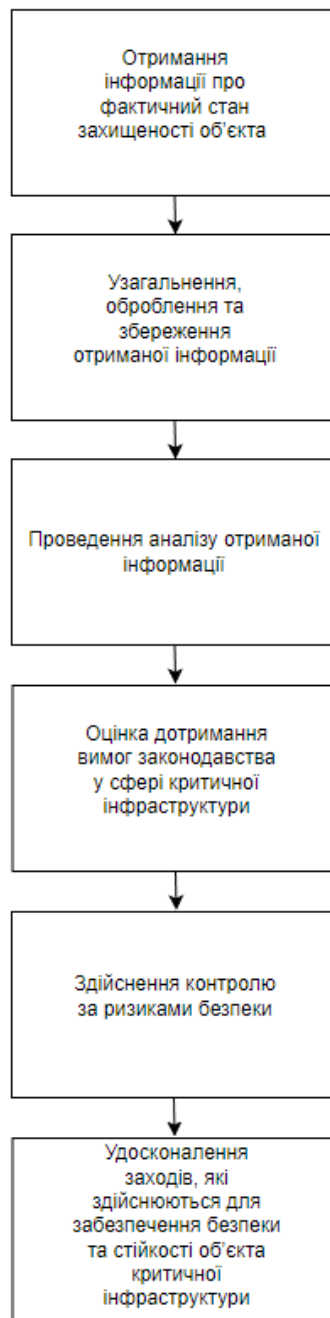 Отримання
інформації про
фактичний стан
захищеності об'єкта
Узагальнення,
оброблення та
збереження
отриманої інформації
Проведення аналізу отриманої
інформації
Оцінка дотримання
вимог законодавства
у сфері критичної
інфраструктури
Здійснення контролю
за ризиками безпеки
Удосконалення
заходів, які
здійснюються для
забезпечення безпеки
та стійкості об'єкта
критичної
інфраструктури